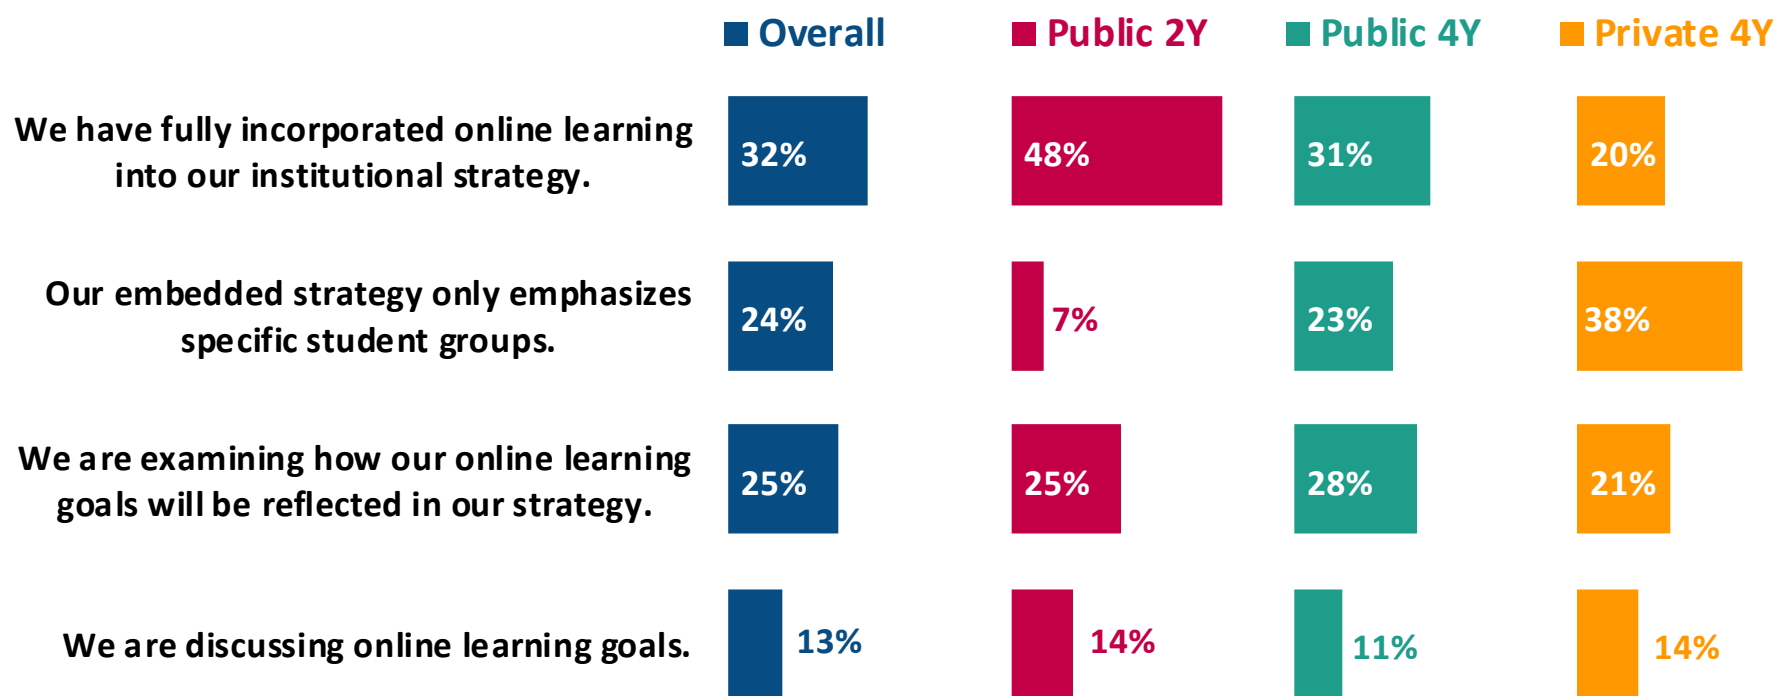 Overall Public 2Y Public 4Y Private 4Y
We have fully incorporated online learning
into our institutional strategy.
32% 48% 31% 20%
Our embedded strategy only emphasizes
specific student groups.
24% 7% 23% 38%
We are examining how our online learning
goals will be reflected in our strategy.
25% 25% 28% 21%
We are discussing online learning goals.
13% 14% 11% 14%